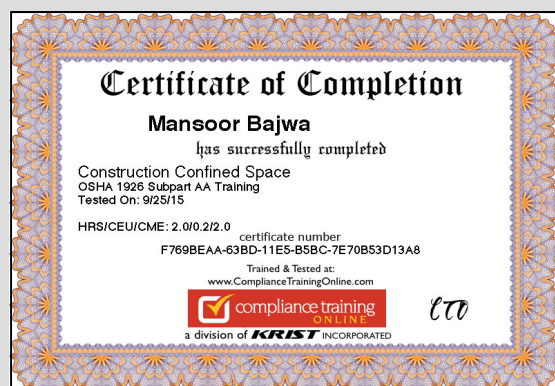 Certificate of Completion
Mansoor Bajwa
has successfully completed
Construction Confined Space
OSHA 1926 Subpart AA Training
Tested On: 9/25/15
HRS/CEU/CME: 2.0/0.2/2.0
certificate number
F769BEAA-63BD-11E5-B5BC-7E70B53D13A8
Trained & Tested at:
www.ComplianceTrainingOnline.com
compliance training
ONLINE
CTO
a division of KRIST INCORPORATED